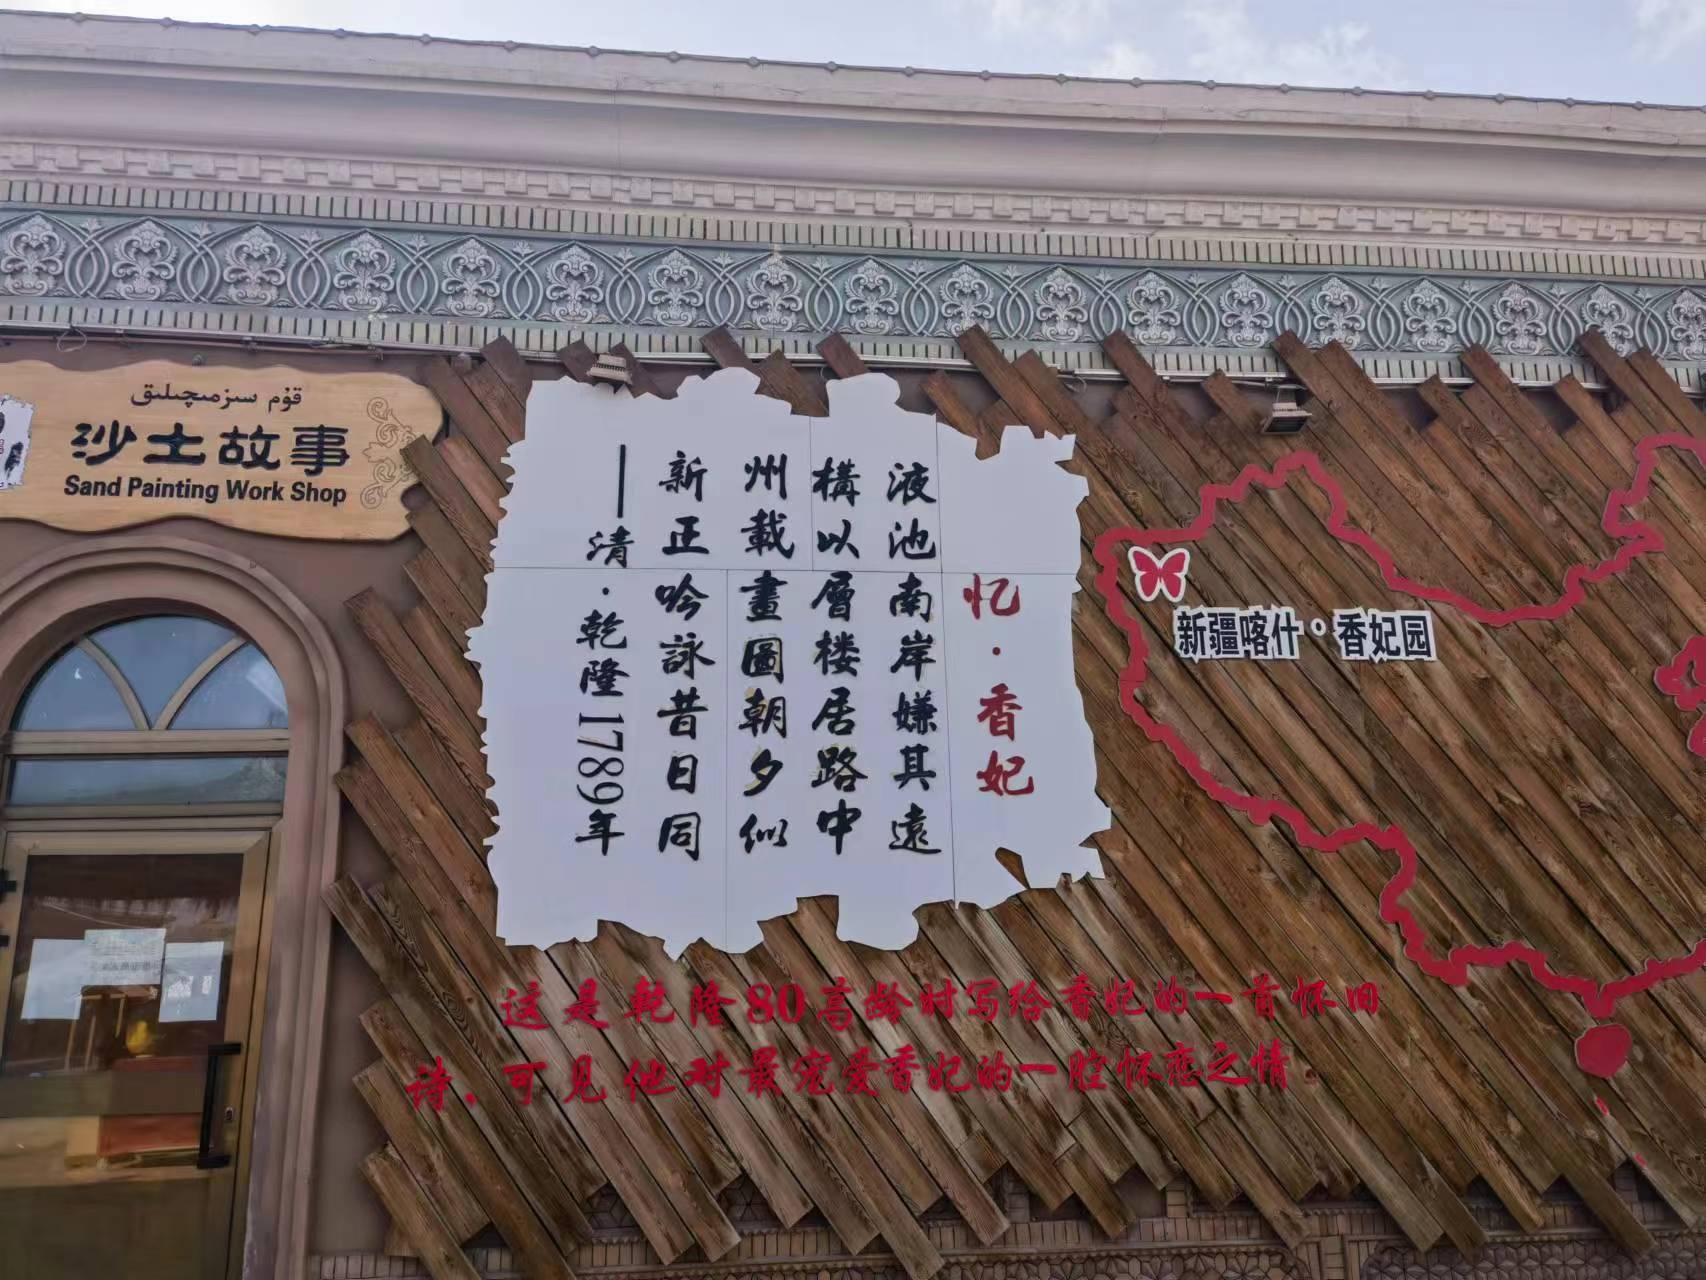 قۇم سىزمىچىلىق
沙土故事
Sand Painting Work Shop
忆·香妃
液池南岸嫌其遠
構以層楼居路中
州載畫圖朝夕似
新正吟詠昔日同
——清·乾隆1789年
新疆喀什·香妃园
这是乾隆80高龄时写给香妃的一首怀旧
诗，可见他对最宠爱香妃的一腔怀恋之情。